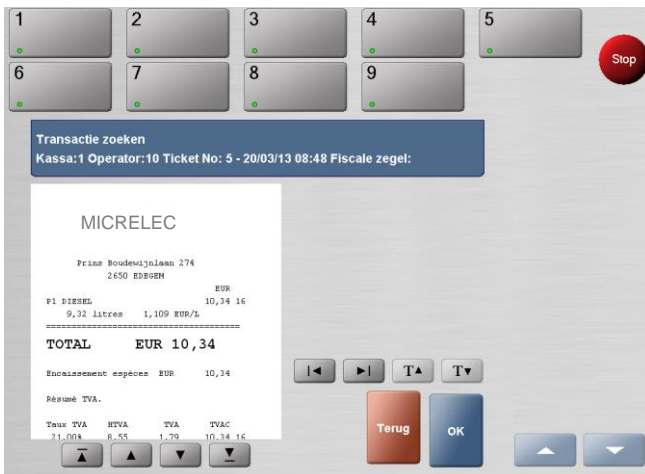 1 2 3 4 5
Stop
6 7 8 9
Transactie zoeken
Kassa:1 Operator:10 Ticket No: 5 - 20/03/13 08:48 Fiscale zegel:
MICRELEC
Prins Boudewijnlaan 274
2650 EDEGEM
EUR
P1 DIESEL 10,34 16
9,32 litres 1,109 EUR/L
======================================
TOTAL EUR 10,34
Encaissement espèces EUR 10,34
Résumé TVA.
Taux TVA HTVA TVA TVAC
21.00% 8.55 1.79 10.34 16
T T
Terug OK